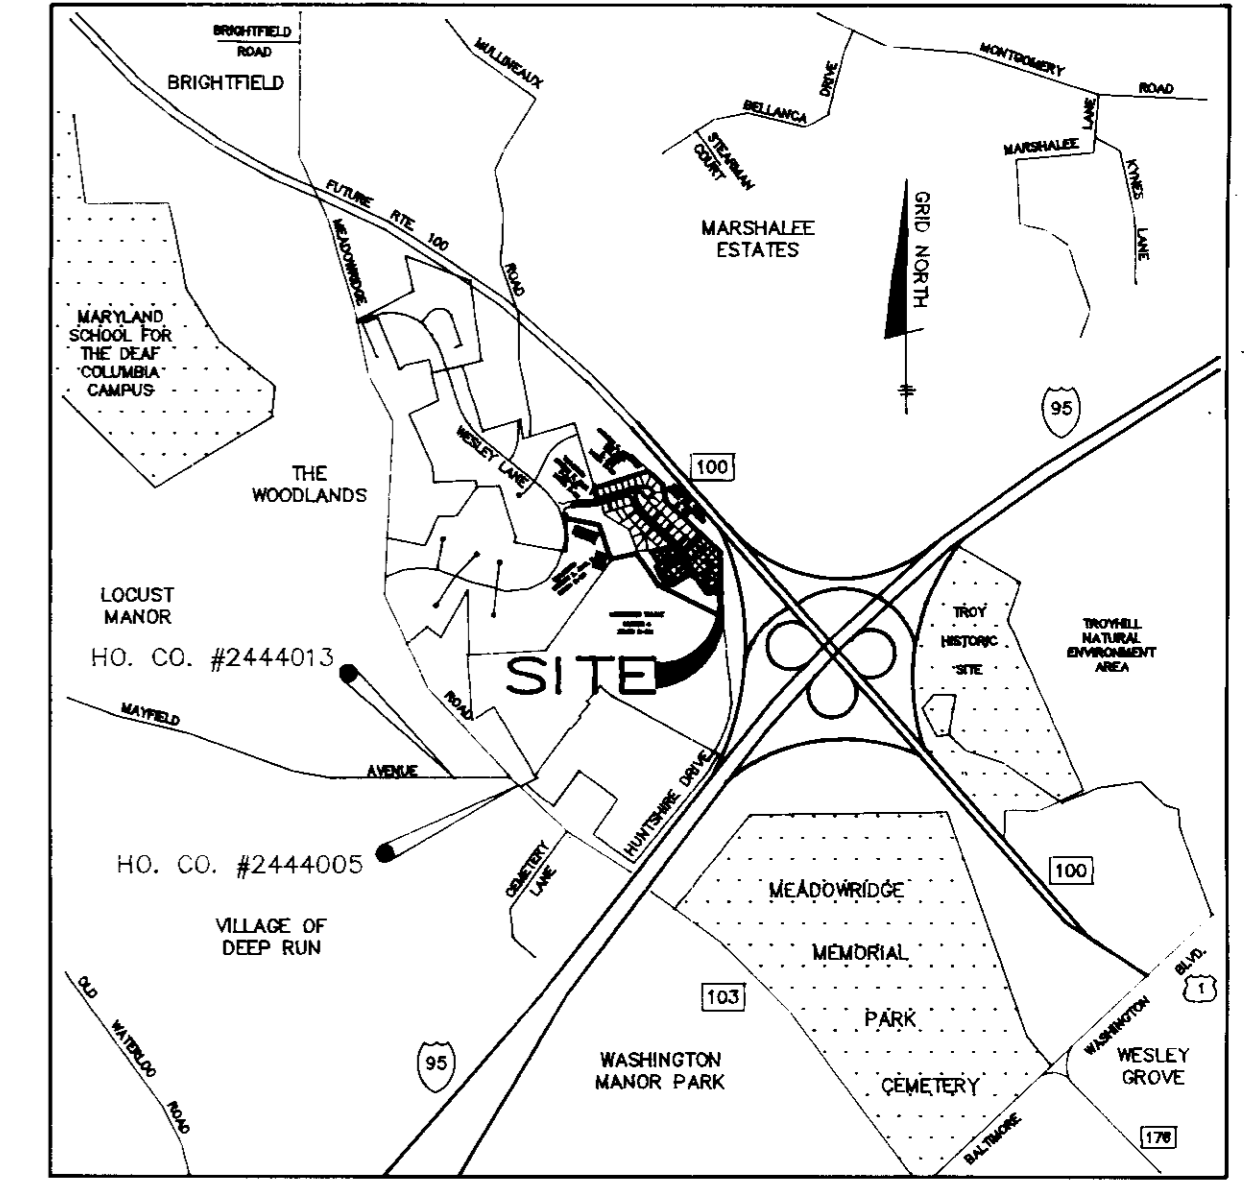 BRIGHTFIELD
ROAD
BRIGHTFIELD
MULLINEAUX
ROAD
MONTGOMERY
ROAD
BELLANCA
DRIVE
STEARMAN
COURT
MARSHALEE
LANE
KYNES
LANE
FUTURE RTE. 100
MEADOWRIDGE
MARSHALEE
ESTATES
GRID NORTH
MARYLAND
SCHOOL FOR
THE DEAF
COLUMBIA
CAMPUS
95
WESLEY LANE
100
THE
WOODLANDS
LOCUST
MANOR
TROY
HISTORIC
SITE
TROYHILL
NATURAL
ENVIRONMENT
AREA
HO. CO. #2444013
SITE
ROAD
MAYFIELD
AVENUE
HUNTSHIRE DRIVE
HO. CO. #2444005
CEMETERY
LANE
100
MEADOWRIDGE
MEMORIAL
PARK
CEMETERY
VILLAGE OF
DEEP RUN
103
OLD
WATERLOO
ROAD
95
WASHINGTON
MANOR PARK
BALTIMORE
WASHINGTON
BLVD.
1
WESLEY
GROVE
176